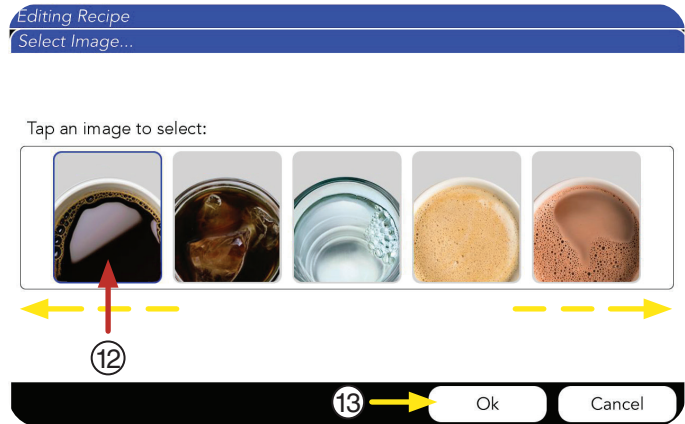 Editing Recipe
Select Image...
Tap an image to select:
⑫
⑬
Ok
Cancel